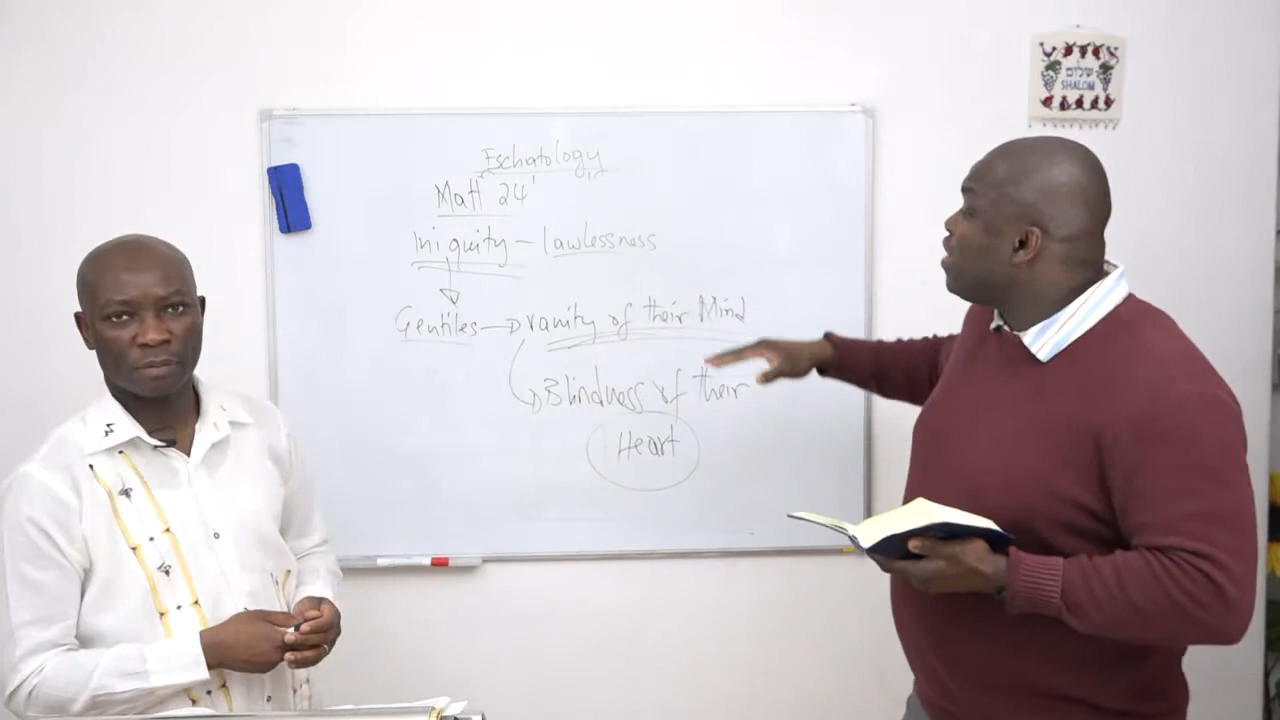 Eschatology
Matt 24
Iniquity - lawlessness
Gentiles → vanity of their Mind
Blindness of their
Heart
שלום
SHALOM